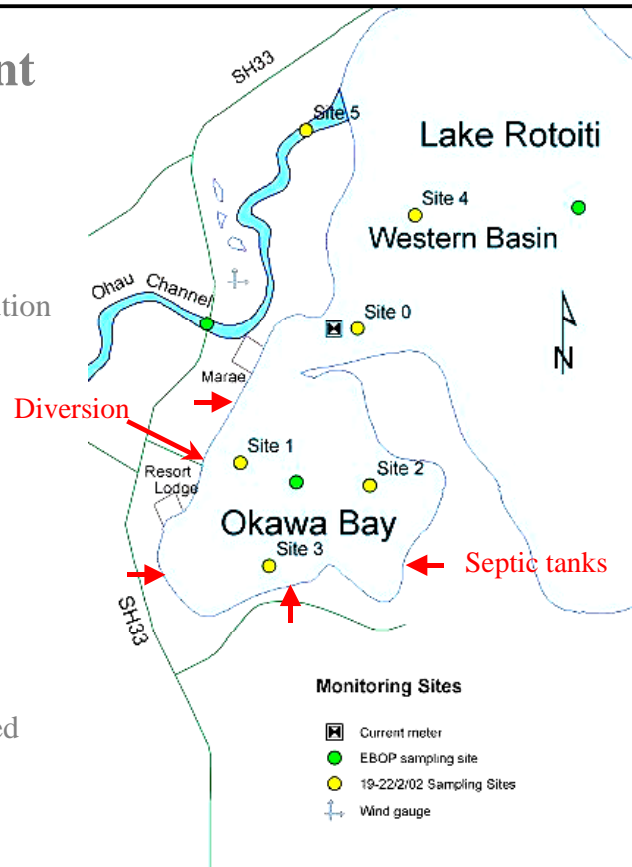 nt
SH33
Site 5
Lake Rotoiti
Site 4
Western Basin
Ohau Channel
tion
Site 0
N
Marae
Diversion
Site 1
Site 2
Resort
Lodge
Okawa Bay
Site 3
Septic tanks
SH33
Monitoring Sites
Current meter
ed
EBOP sampling site
19-22/2/02 Sampling Sites
Wind gauge